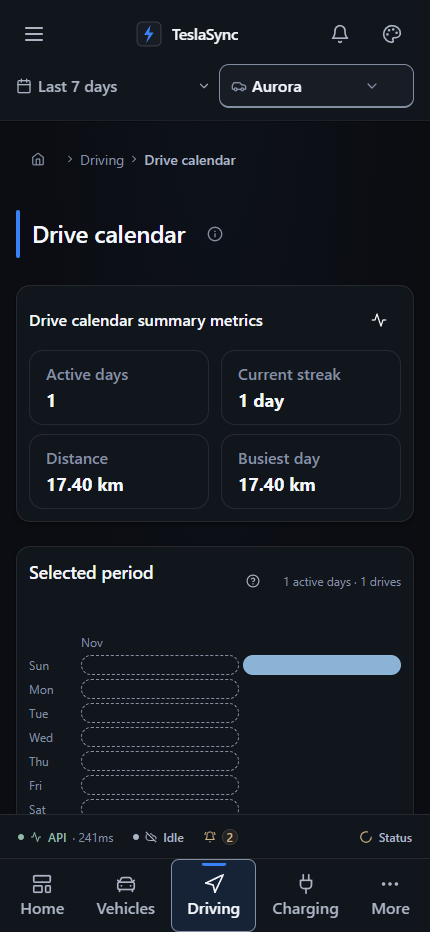 TeslaSync
Last 7 days
Aurora
Driving
Drive calendar
Drive calendar
Drive calendar summary metrics
Active days
1
Current streak
1 day
Distance
17.40 km
Busiest day
17.40 km
Selected period
1 active days · 1 drives
Nov
Sun
Mon
Tue
Wed
Thu
Fri
Sat
API · 241ms
Idle
2
Status
Home
Vehicles
Driving
Charging
More